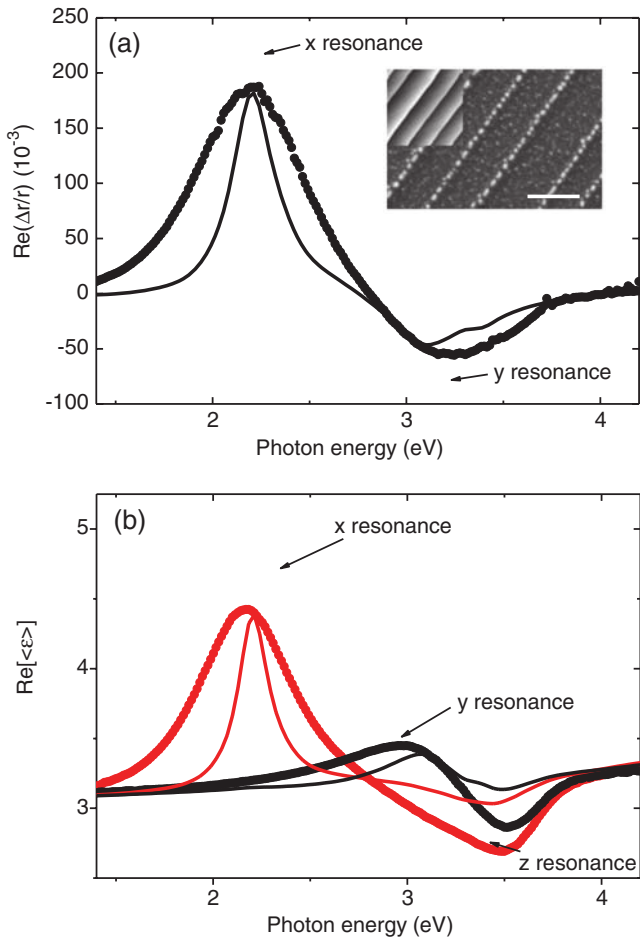 (a)
x resonance
y resonance
Re(Δr/r) (10⁻³)
250
200
150
100
50
0
-50
-100
2
3
4
Photon energy (eV)
(b)
x resonance
y resonance
z resonance
Re[<ε>]
5
4
3
2
3
4
Photon energy (eV)